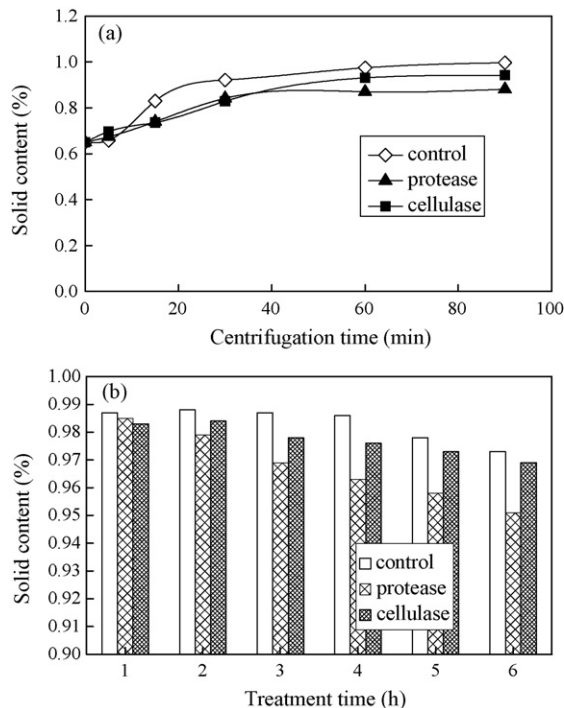 (a)
1.2
1.0
0.8
0.6
0.4
0.2
0.0
Solid content (%)
control
protease
cellulase
0 20 40 60 80 100
Centrifugation time (min)
(b)
1.00
0.99
0.98
0.97
0.96
0.95
0.94
0.93
0.92
0.91
0.90
Solid content (%)
control
protease
cellulase
1 2 3 4 5 6
Treatment time (h)